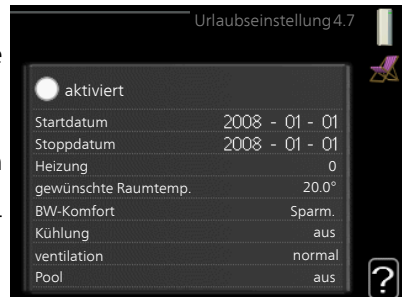 Urlaubseinstellung 4.7
aktiviert
Startdatum 2008 - 01 - 01
Stoppdatum 2008 - 01 - 01
Heizung 0
gewünschte Raumtemp. 20.0°
BW-Komfort Sparm.
Kühlung aus
ventilation normal
Pool aus
?